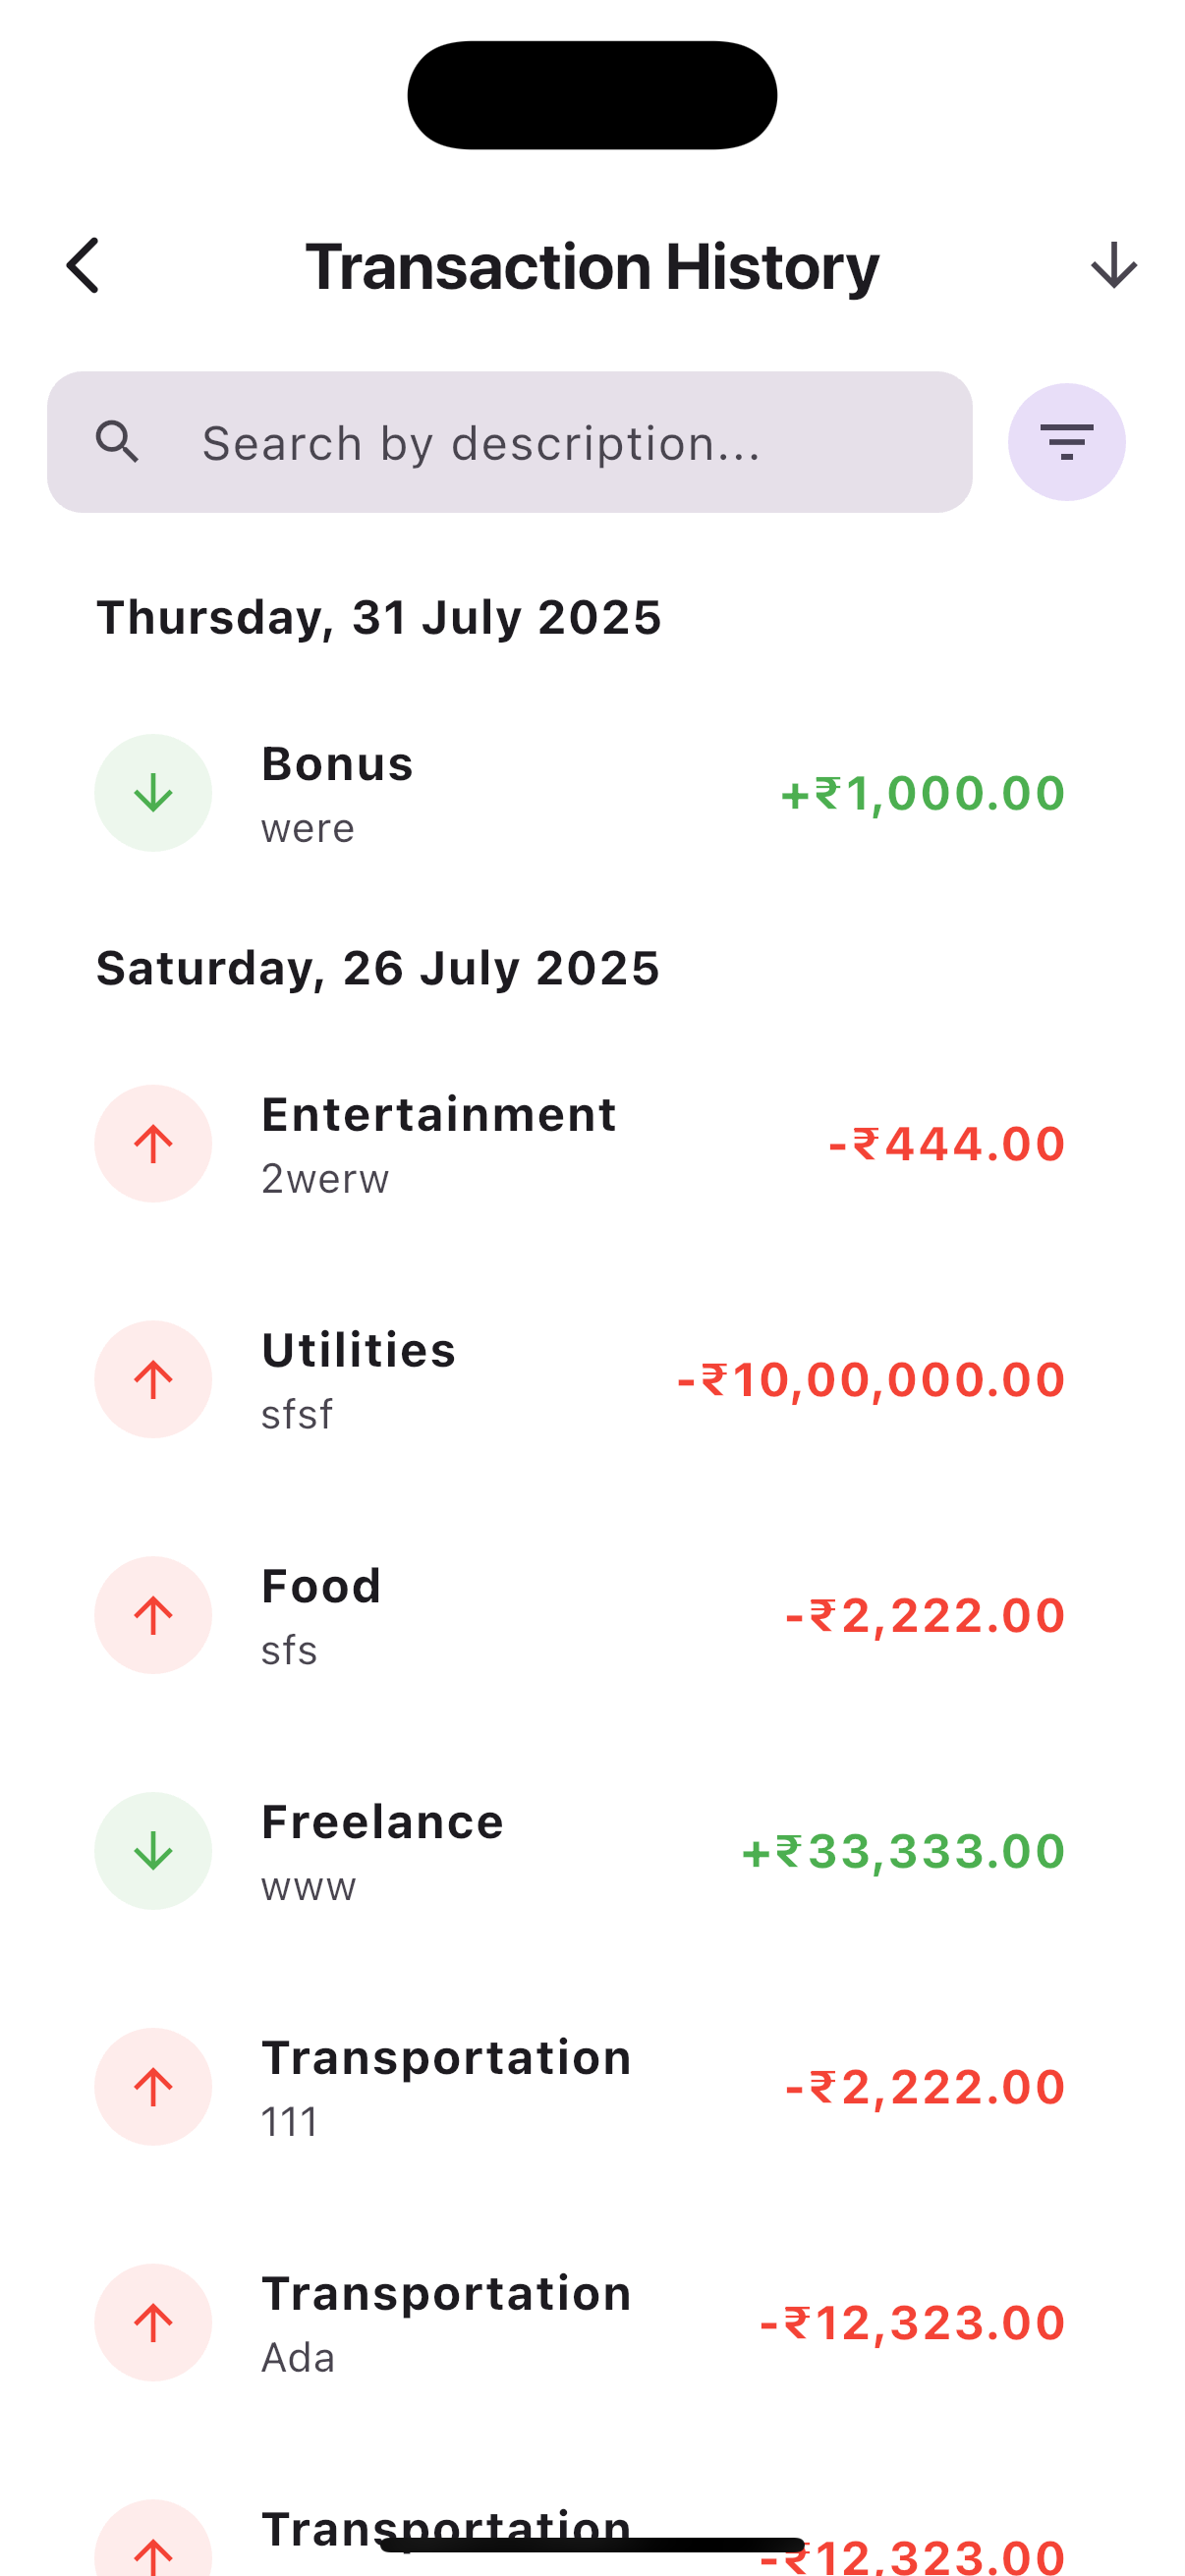 Transaction History
Search by description...
Thursday, 31 July 2025
Bonus
were
+₹1,000.00
Saturday, 26 July 2025
Entertainment
2werw
-₹444.00
Utilities
sfsf
-₹10,00,000.00
Food
sfs
-₹2,222.00
Freelance
www
+₹33,333.00
Transportation
111
-₹2,222.00
Transportation
Ada
-₹12,323.00
Transportation
-₹12,323.00